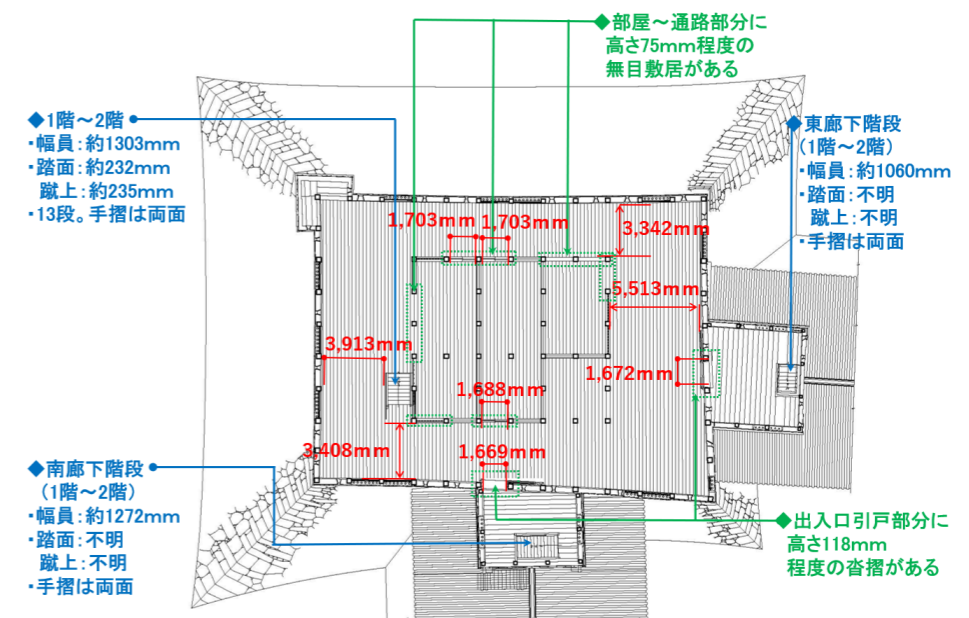 ◆部屋～通路部分に
高さ75mm程度の
無目敷居がある
◆1階～2階
・幅員：約1303mm
・踏面：約232mm
蹴上：約235mm
・13段。手摺は両面
◆東廊下階段
（1階～2階）
・幅員：約1060mm
・踏面：不明
蹴上：不明
・手摺は両面
1,703mm
1,703mm
3,342mm
5,513mm
3,913mm
1,672mm
1,688mm
3,408mm
1,669mm
◆南廊下階段
（1階～2階）
・幅員：約1272mm
・踏面：不明
蹴上：不明
・手摺は両面
◆出入口引戸部分に
高さ118mm
程度の沓摺がある